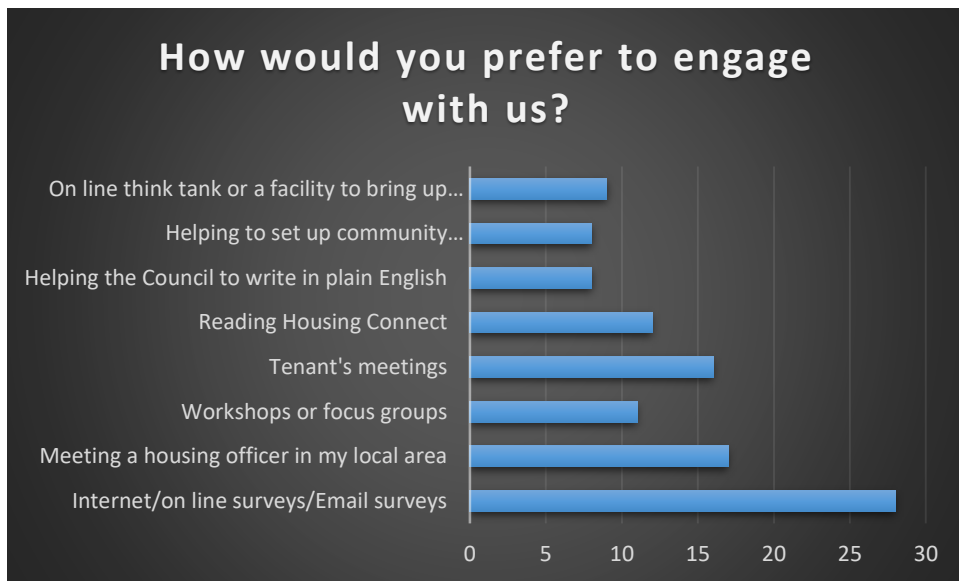 How would you prefer to engage
with us?
On line think tank or a facility to bring up...
Helping to set up community...
Helping the Council to write in plain English
Reading Housing Connect
Tenant's meetings
Workshops or focus groups
Meeting a housing officer in my local area
Internet/on line surveys/Email surveys
0 5 10 15 20 25 30